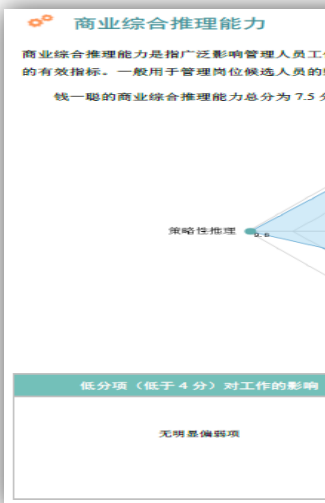 商业综合推理能力
商业综合推理能力是指广泛影响管理人员工
的有效指标。一般用于管理岗位候选人员的
钱一聪的商业综合推理能力总分为 7.5 分
策略性推理
低分项（低于 4 分）对工作的影响
无明显偏弱项